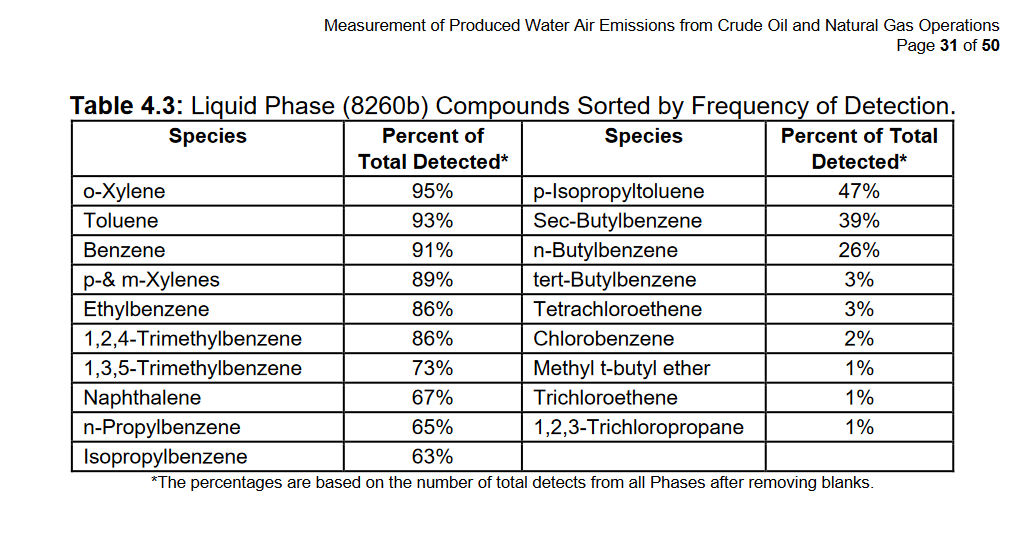 Measurement of Produced Water Air Emissions from Crude Oil and Natural Gas Operations
Page 31 of 50
Table 4.3: Liquid Phase (8260b) Compounds Sorted by Frequency of Detection.
Species Percent of Total Detected* Species Percent of Total Detected*
o-Xylene 95% p-Isopropyltoluene 47%
Toluene 93% Sec-Butylbenzene 39%
Benzene 91% n-Butylbenzene 26%
p-& m-Xylenes 89% tert-Butylbenzene 3%
Ethylbenzene 86% Tetrachloroethene 3%
1,2,4-Trimethylbenzene 86% Chlorobenzene 2%
1,3,5-Trimethylbenzene 73% Methyl t-butyl ether 1%
Naphthalene 67% Trichloroethene 1%
n-Propylbenzene 65% 1,2,3-Trichloropropane 1%
Isopropylbenzene 63%
*The percentages are based on the number of total detects from all Phases after removing blanks.